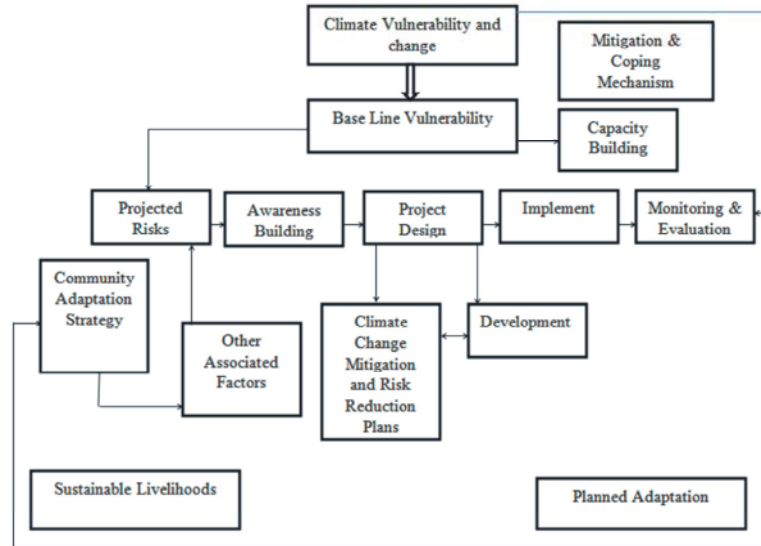 Climate Vulnerability and
change
Mitigation &
Coping
Mechanism
Base Line Vulnerability
Capacity
Building
Projected
Risks
Awareness
Building
Project
Design
Implement
Monitoring &
Evaluation
Community
Adaptation
Strategy
Other
Associated
Factors
Climate
Change
Mitigation
and Risk
Reduction
Plans
Development
Sustainable Livelihoods
Planned Adaptation